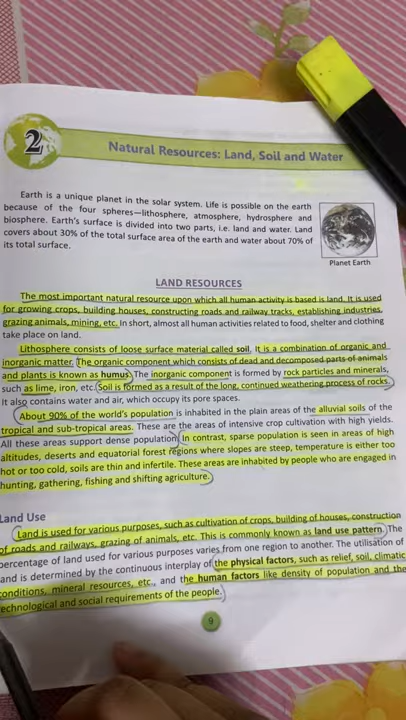 2
Natural Resources: Land, Soil and Water
Earth is a unique planet in the solar system. Life is possible on the earth
because of the four spheres—lithosphere, atmosphere, hydrosphere and
biosphere. Earth's surface is divided into two parts, i.e. land and water. Land
covers about 30% of the total surface area of the earth and water about 70% of
its total surface.
Planet Earth
LAND RESOURCES
The most important natural resource upon which all human activity is based is land. It is used
for growing crops, building houses, constructing roads and railway tracks, establishing industries,
grazing animals, mining, etc. In short, almost all human activities related to food, shelter and clothing
take place on land.
Lithosphere consists of loose surface material called soil. It is a combination of organic and
inorganic matter. The organic component which consists of dead and decomposed parts of animals
and plants is known as humus. The inorganic component is formed by rock particles and minerals,
such as lime, iron, etc. Soil is formed as a result of the long, continued weathering process of rocks.
It also contains water and air, which occupy its pore spaces.
About 90% of the world's population is inhabited in the plain areas of the alluvial soils of the
tropical and sub-tropical areas. These are the areas of intensive crop cultivation with high yields.
All these areas support dense population. In contrast, sparse population is seen in areas of high
altitudes, deserts and equatorial forest regions where slopes are steep, temperature is either too
hot or too cold, soils are thin and infertile. These areas are inhabited by people who are engaged in
hunting, gathering, fishing and shifting agriculture.
Land Use
Land is used for various purposes, such as cultivation of crops, building of houses, construction
of roads and railways, grazing of animals, etc. This is commonly known as land use pattern. The
percentage of land used for various purposes varies from one region to another. The utilisation of
and is determined by the continuous interplay of the physical factors, such as relief, soil, climatic
conditions, mineral resources, etc., and the human factors like density of population and the
echnological and social requirements of the people.
9